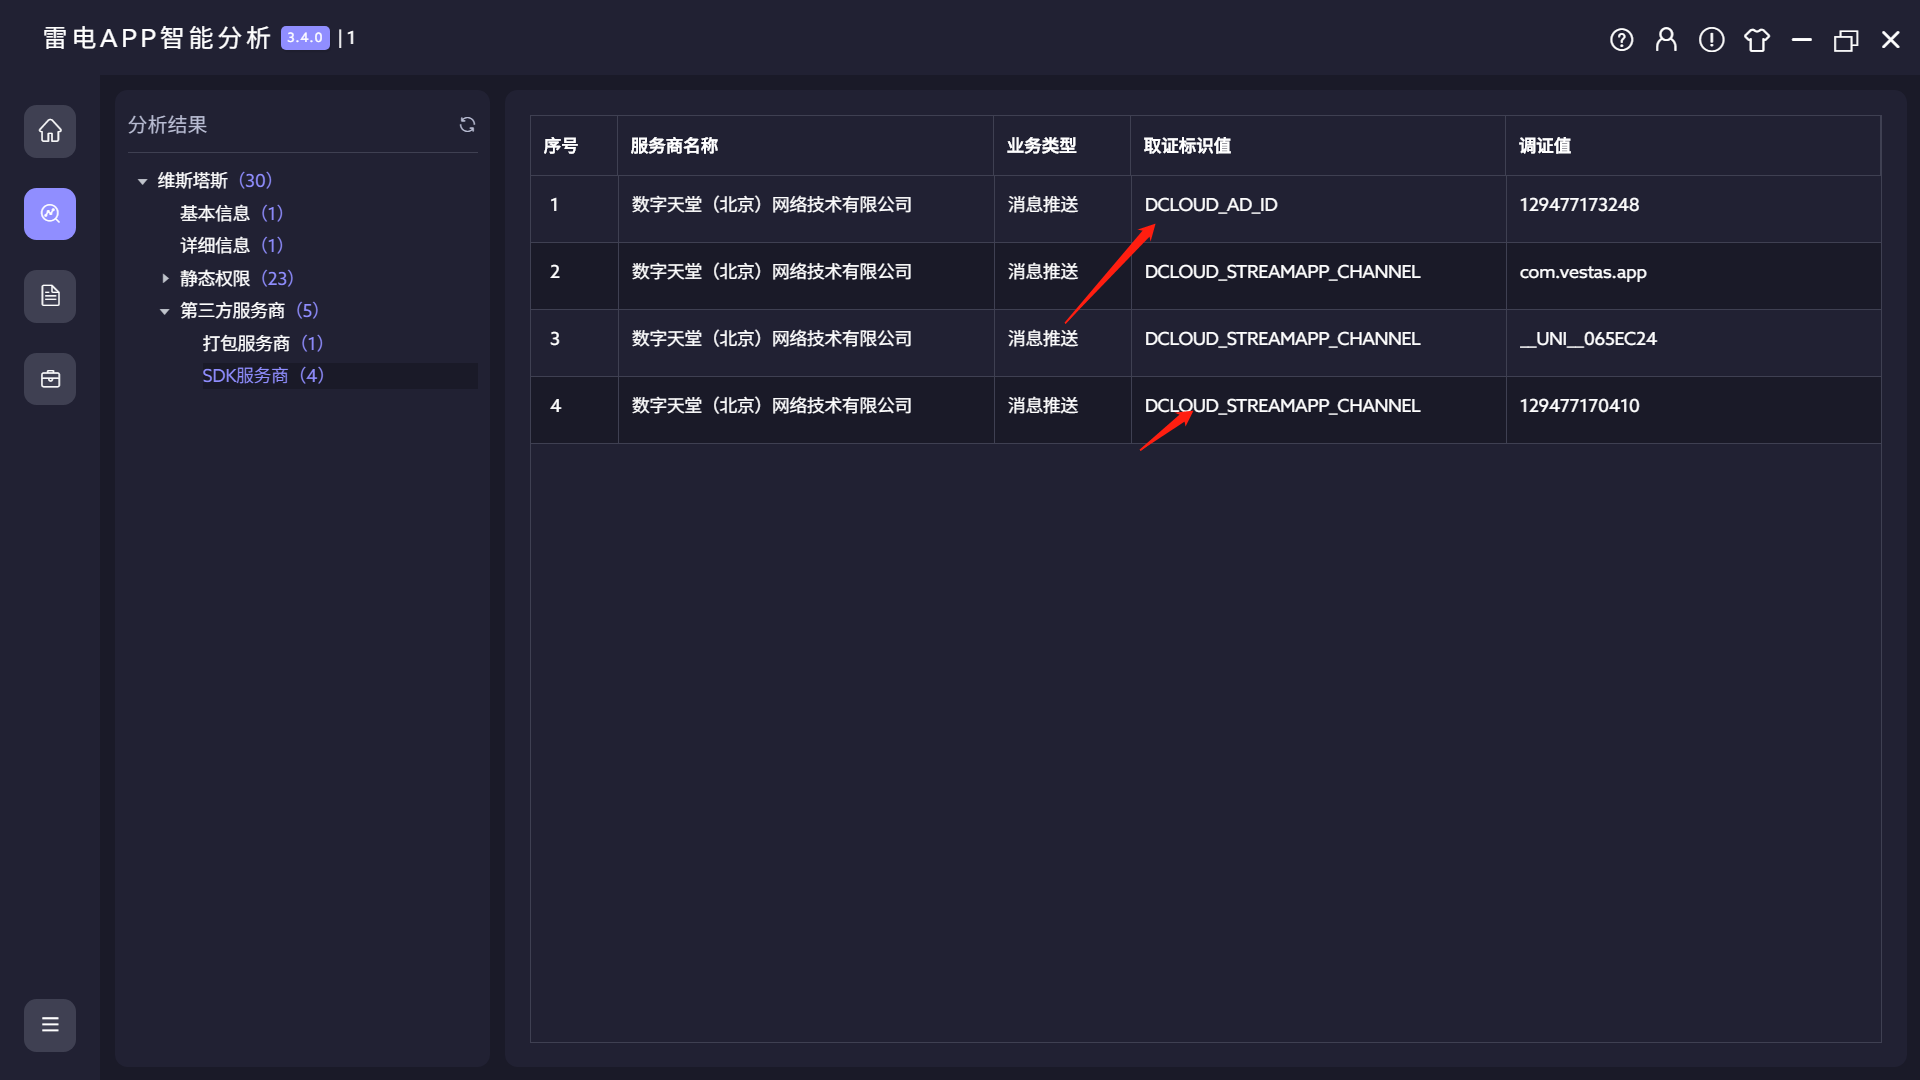 雷电APP智能分析 3.4.0 | 1
分析结果
维斯塔斯（30）
基本信息（1）
详细信息（1）
静态权限（23）
第三方服务商（5）
打包服务商（1）
SDK服务商（4）
序号 服务商名称 业务类型 取证标识值 调证值
1 数字天堂（北京）网络技术有限公司 消息推送 DCLOUD_AD_ID 129477173248
2 数字天堂（北京）网络技术有限公司 消息推送 DCLOUD_STREAMAPP_CHANNEL com.vestas.app
3 数字天堂（北京）网络技术有限公司 消息推送 DCLOUD_STREAMAPP_CHANNEL __UNI__065EC24
4 数字天堂（北京）网络技术有限公司 消息推送 DCLOUD_STREAMAPP_CHANNEL 129477170410